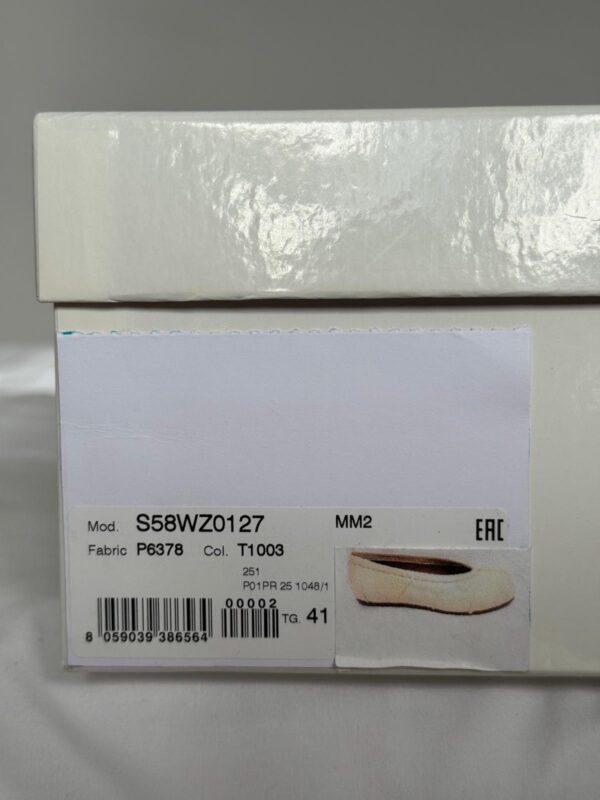 Mod. S58WZ0127 MM2 EAC
Fabric P6378 Col. T1003
251
P01PR 25 1048/1
00002
8 059039 386564 TG. 41